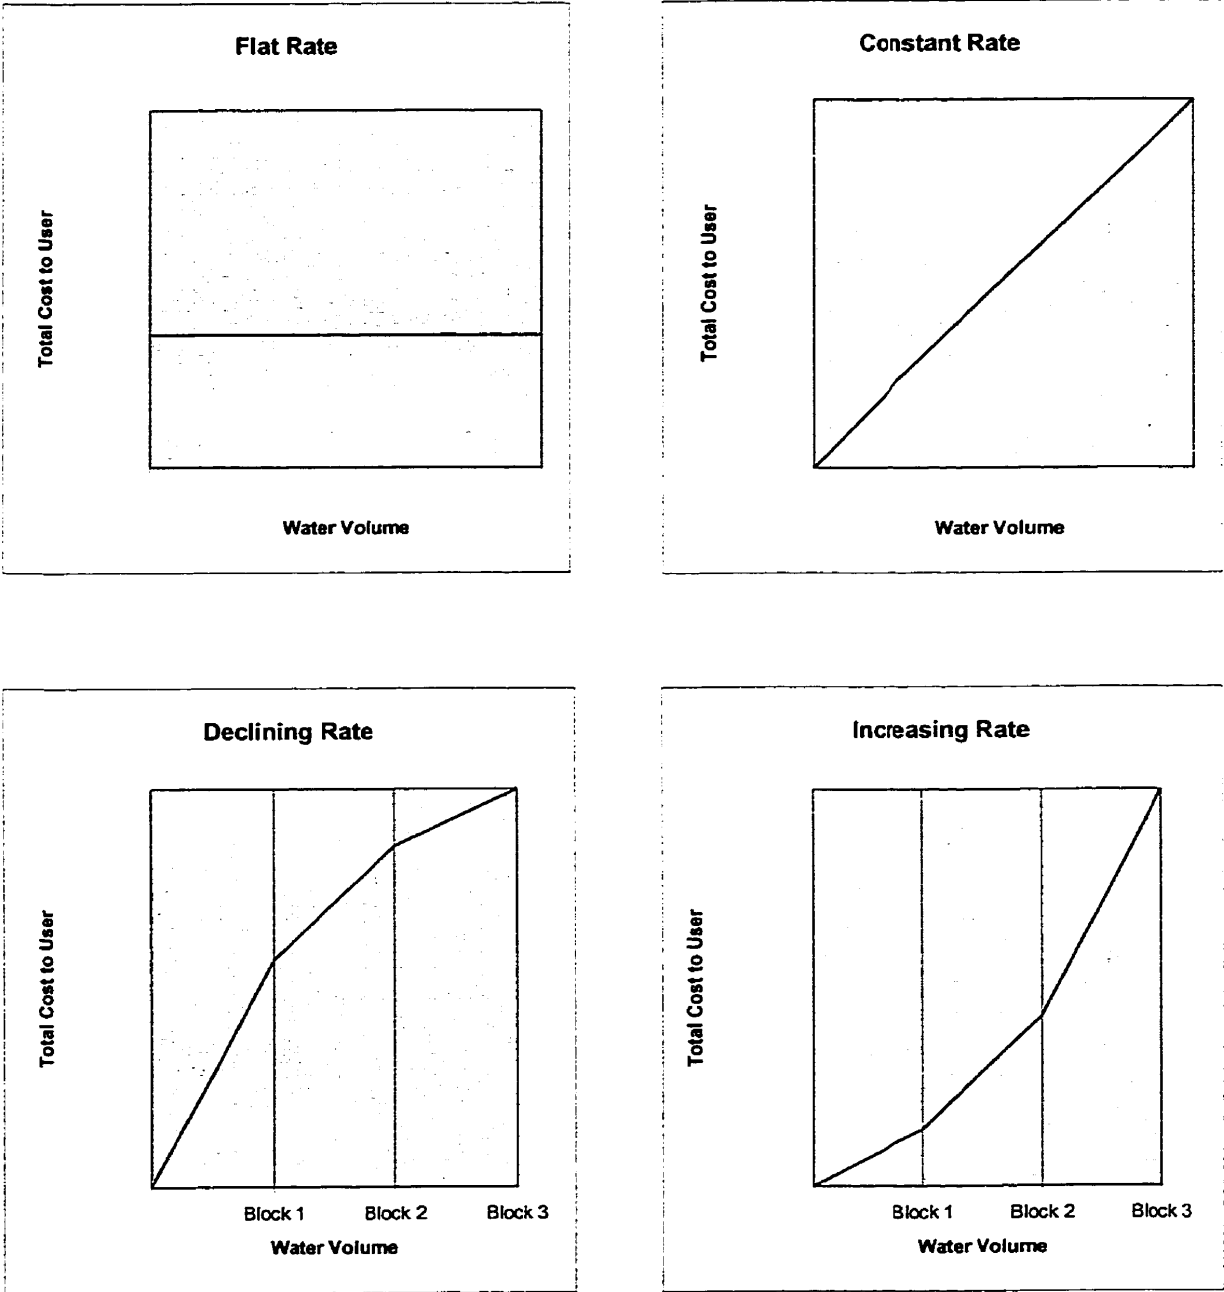 Flat Rate
Total Cost to User
Water Volume
Constant Rate
Total Cost to User
Water Volume
Declining Rate
Total Cost to User
Block 1 Block 2 Block 3
Water Volume
Increasing Rate
Total Cost to User
Block 1 Block 2 Block 3
Water Volume